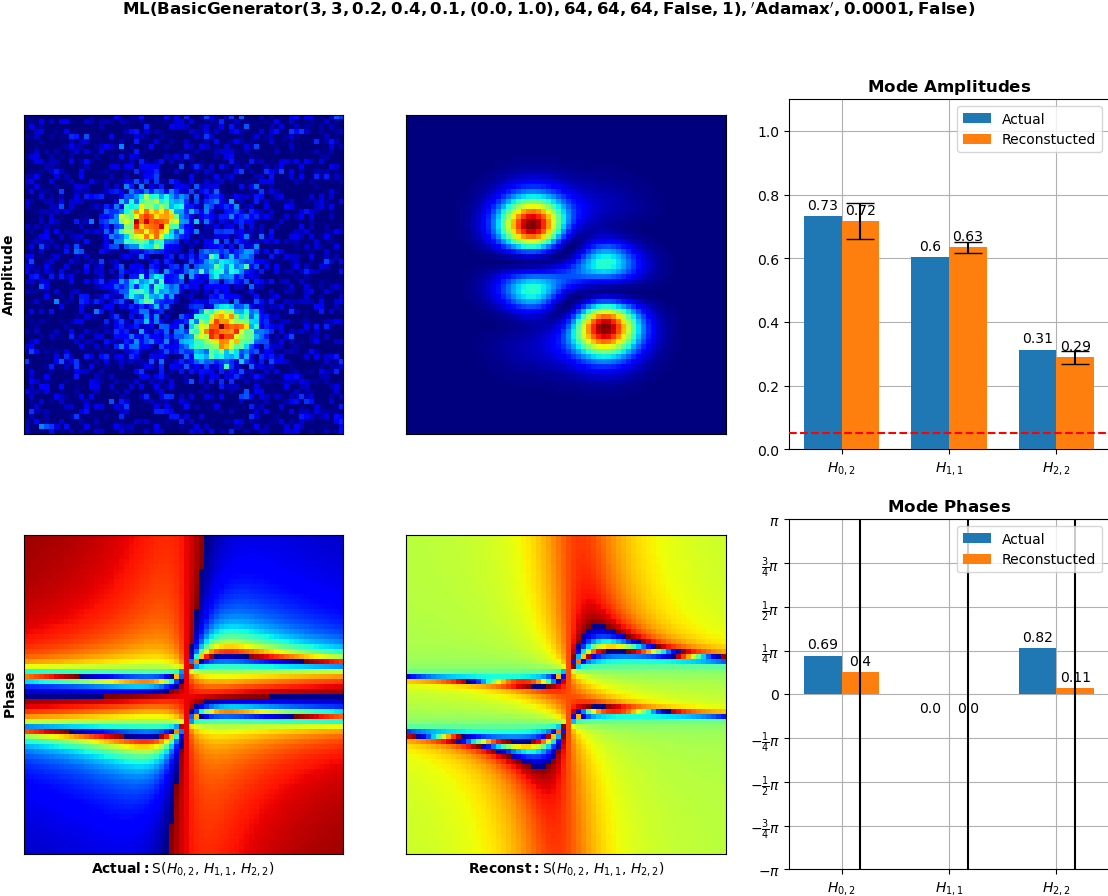 ML(BasicGenerator(3, 3, 0.2, 0.4, 0.1, (0.0, 1.0), 64, 64, 64, False, 1), 'Adamax', 0.0001, False)
Amplitude
Mode Amplitudes
Actual
Reconstucted
1.0
0.8
0.6
0.4
0.2
0.0
0.73
0.72
0.6
0.63
0.31
0.29
H0,2
H1,1
H2,2
Phase
Actual: S(H0,2, H1,1, H2,2)
Reconst: S(H0,2, H1,1, H2,2)
Mode Phases
Actual
Reconstucted
π
3/4π
1/2π
1/4π
0
−1/4π
−1/2π
−3/4π
−π
0.69
0.4
0.0
0.0
0.82
0.11
H0,2
H1,1
H2,2